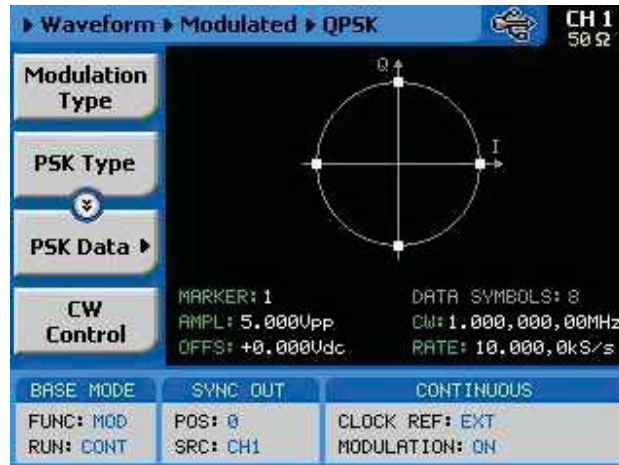 ▸ Waveform ▸ Modulated ▸ QPSK
CH 1
50 Ω
Modulation
Type
PSK Type
PSK Data ▸
CW
Control
Q
I
MARKER: 1
DATA SYMBOLS: 8
AMPL: 5.000Vpp
CW: 1.000,000,00MHz
OFFS: +0.000Vdc
RATE: 10.000,0kS/s
BASE MODE
SYNC OUT
CONTINUOUS
FUNC: MOD
POS: 0
CLOCK REF: EXT
RUN: CONT
SRC: CH1
MODULATION: ON